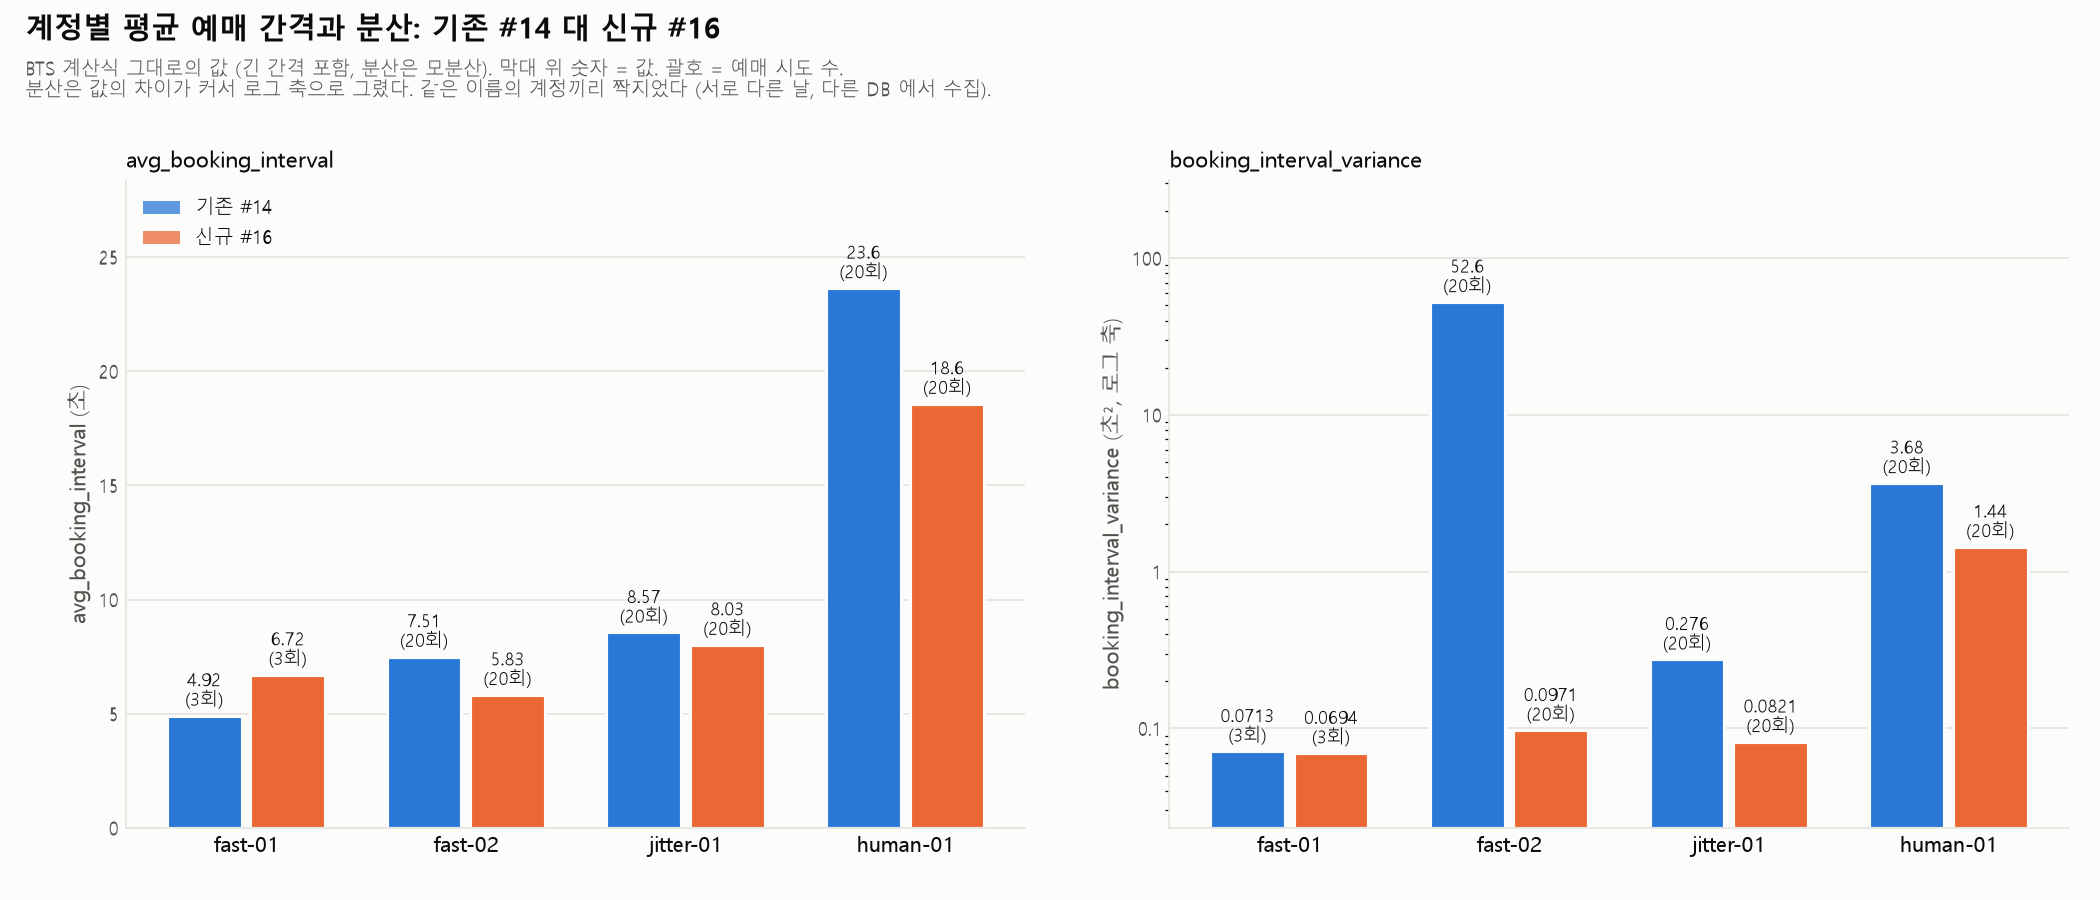 계정별 평균 예매 간격과 분산: 기존 #14 대 신규 #16
BTS 계산식 그대로의 값 (긴 간격 포함, 분산은 모분산). 막대 위 숫자 = 값. 괄호 = 예매 시도 수.
분산은 값의 차이가 커서 로그 축으로 그렸다. 같은 이름의 계정끼리 짝지었다 (서로 다른 날, 다른 DB 에서 수집).
avg_booking_interval
기존 #14
신규 #16
avg_booking_interval (초)
25
20
15
10
5
0
4.92
(3회)
6.72
(3회)
7.51
(20회)
5.83
(20회)
8.57
(20회)
8.03
(20회)
23.6
(20회)
18.6
(20회)
fast-01
fast-02
jitter-01
human-01
booking_interval_variance
booking_interval_variance (초², 로그 축)
100
10
1
0.1
0.0713
(3회)
0.0694
(3회)
52.6
(20회)
0.0971
(20회)
0.276
(20회)
0.0821
(20회)
3.68
(20회)
1.44
(20회)
fast-01
fast-02
jitter-01
human-01